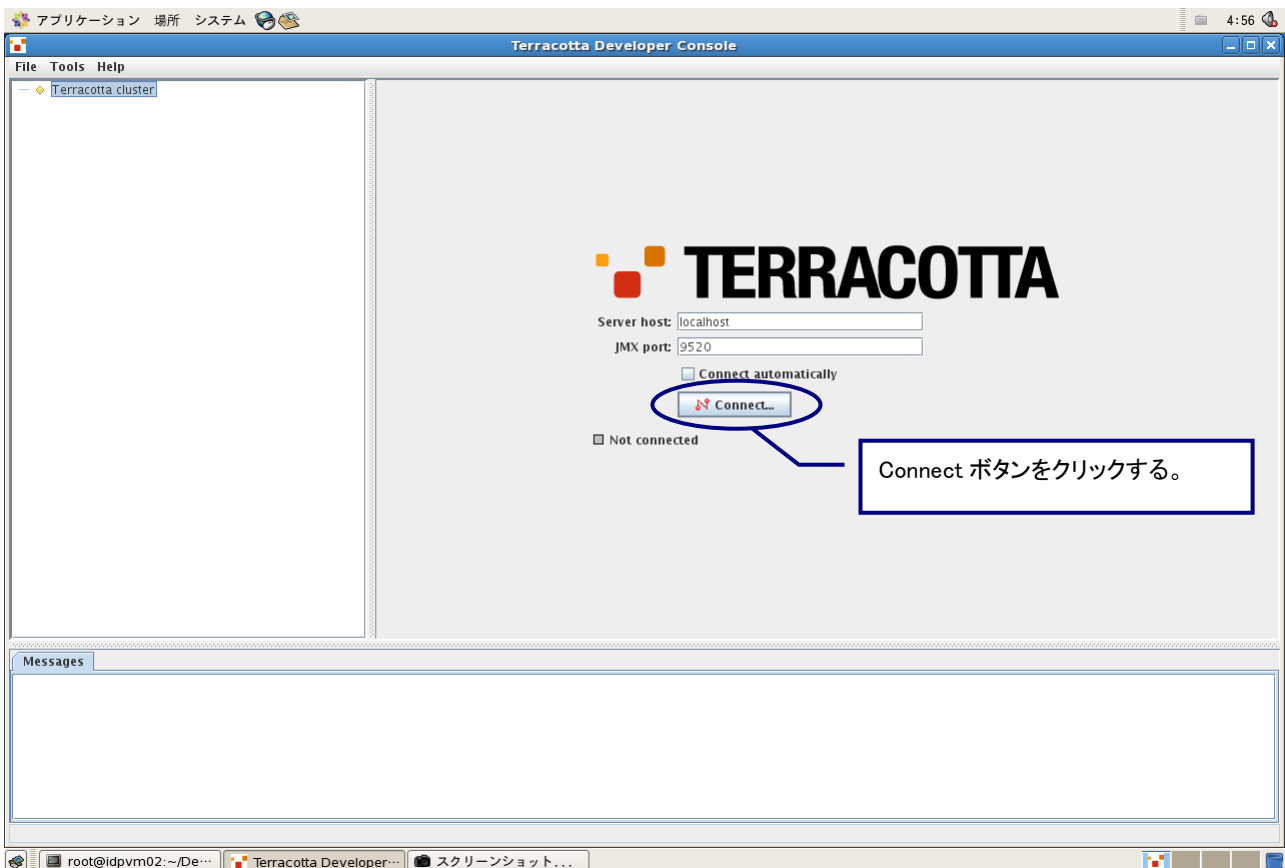 アプリケーション 場所 システム 4:56
Terracotta Developer Console
File Tools Help
Terracotta cluster
TERRACOTTA
Server host: localhost
JMX port: 9520
Connect automatically
Connect...
Not connected
Connect ボタンをクリックする。
Messages
root@idpvm02:~/De… Terracotta Developer… スクリーンショット...